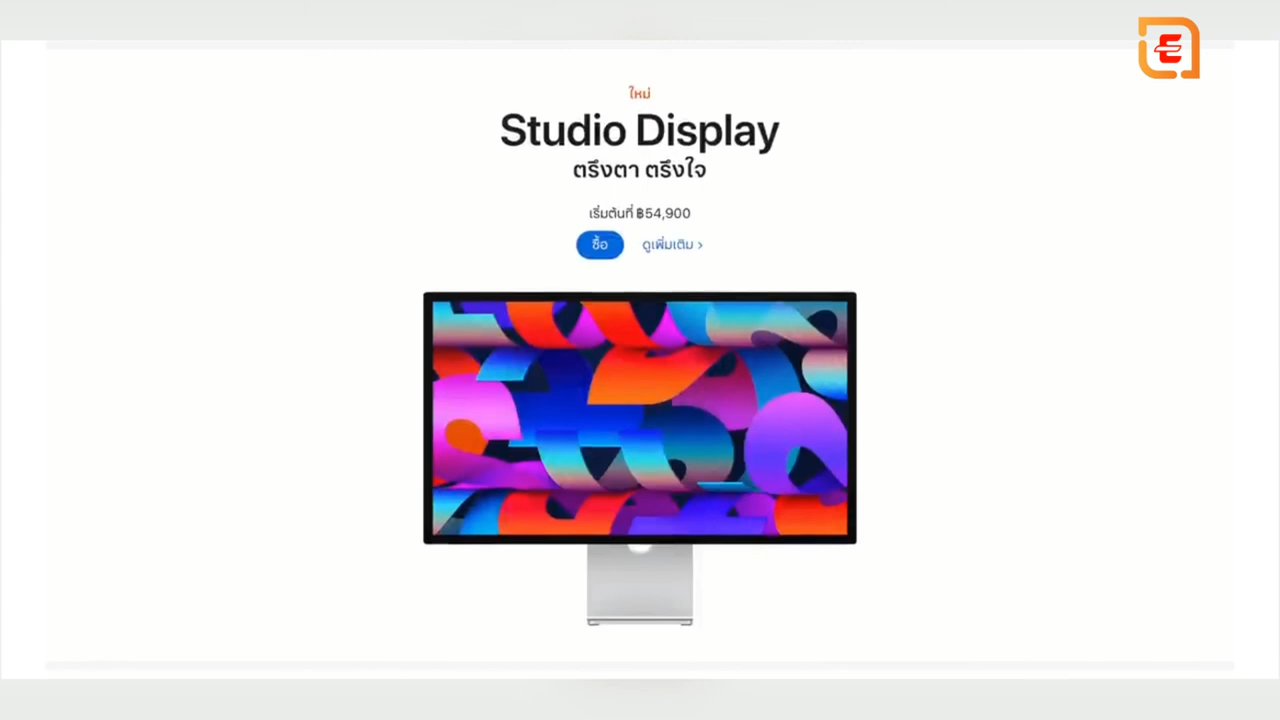 ใหม่
Studio Display
ตรึงตา ตรึงใจ
เริ่มต้นที่ ฿54,900
ซื้อ
ดูเพิ่มเติม >
E